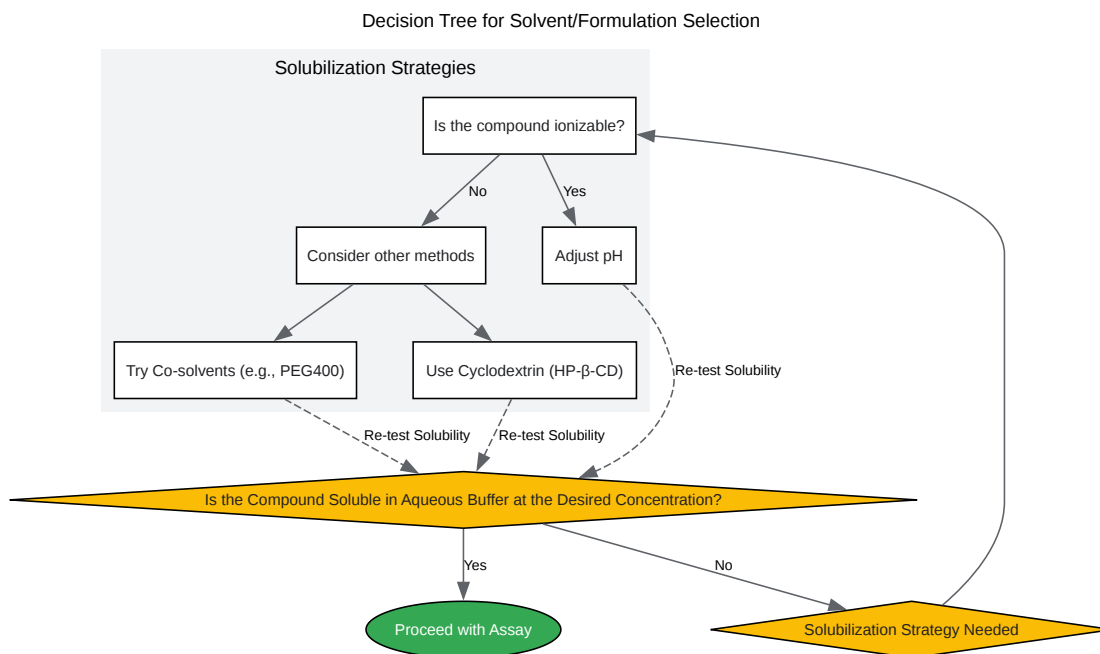 Decision Tree for Solvent/Formulation Selection
Solubilization Strategies
Is the compound ionizable?
No
Yes
Consider other methods
Adjust pH
Try Co-solvents (e.g., PEG400)
Use Cyclodextrin (HP-β-CD)
Re-test Solubility
Re-test Solubility
Re-test Solubility
Is the Compound Soluble in Aqueous Buffer at the Desired Concentration?
Yes
No
Proceed with Assay
Solubilization Strategy Needed